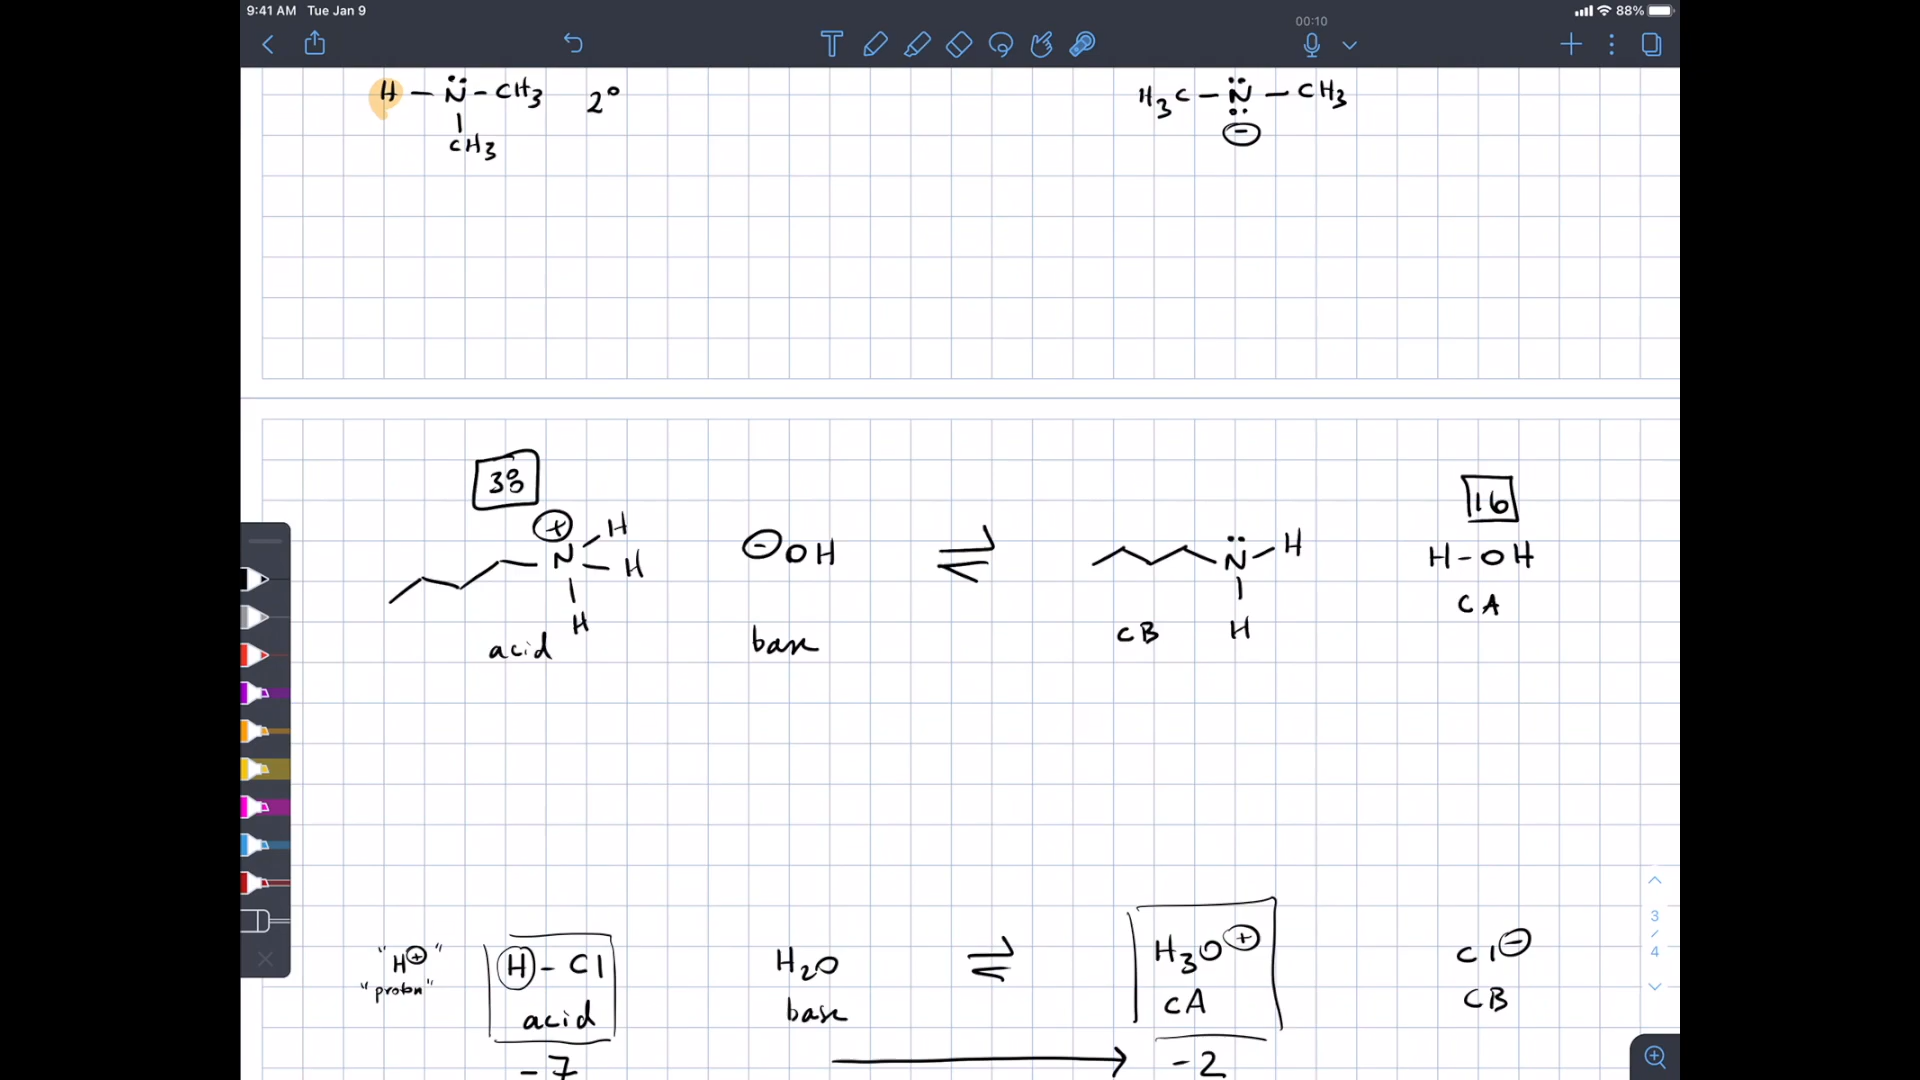 9:41 AM Tue Jan 9
88%
00:10
H – N̈ – CH3 2°
CH3
H3C – N – CH3
⊖
38
16
⊕
N H H H
⊖OH
⇌
N̈ – H
H
H – OH
CA
acid
base
CB
3
/
4
"H⊕"
"proton"
H – Cl
acid
-7
H2O
base
⇌
H3O⊕
CA
-2
Cl⊖
CB